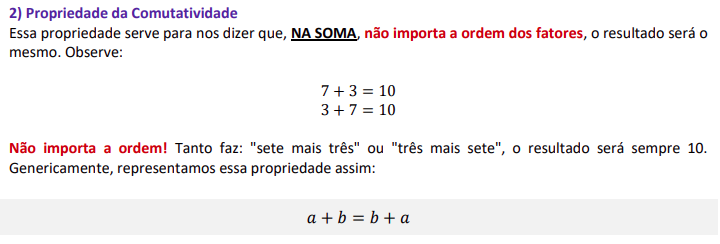 2) Propriedade da Comutatividade
Essa propriedade serve para nos dizer que, NA SOMA, não importa a ordem dos fatores, o resultado será o
mesmo. Observe:
7 + 3 = 10
3 + 7 = 10
Não importa a ordem! Tanto faz: "sete mais três" ou "três mais sete", o resultado será sempre 10.
Genericamente, representamos essa propriedade assim:
a + b = b + a